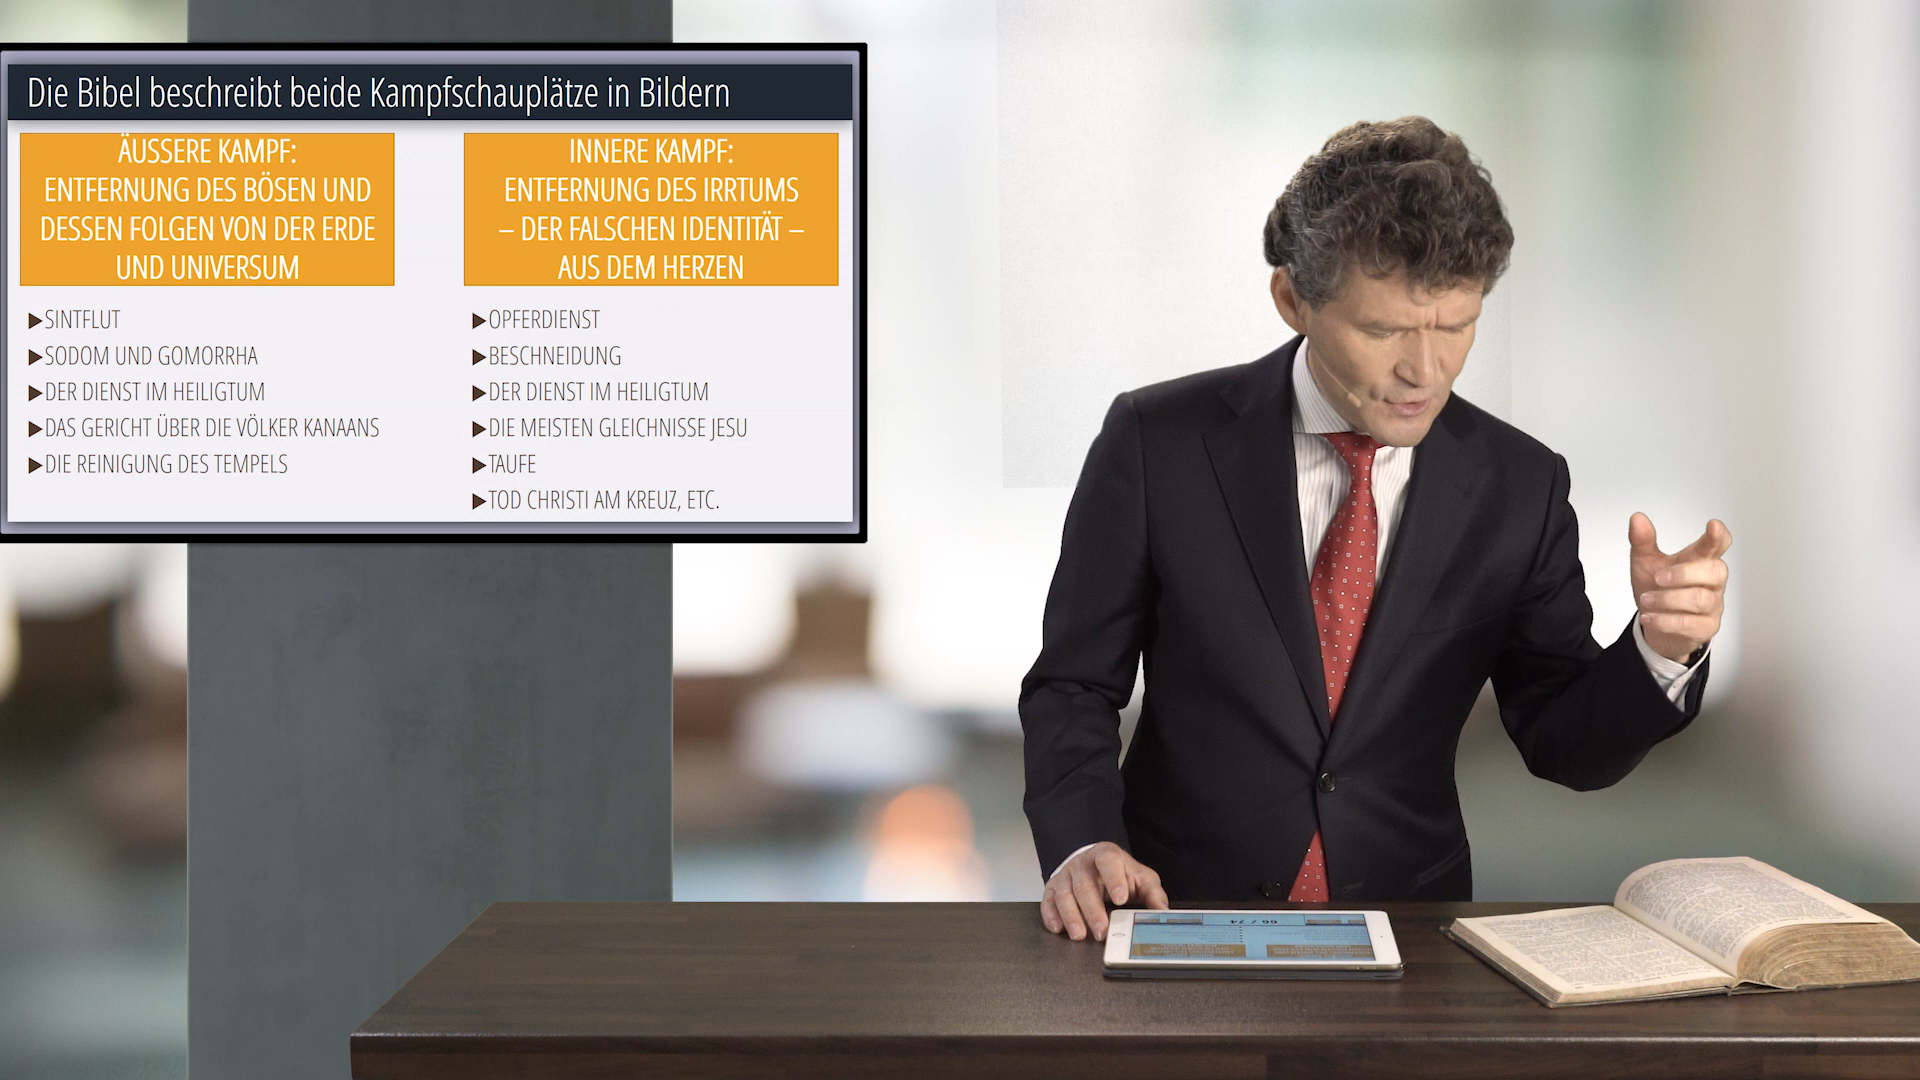 Die Bibel beschreibt beide Kampfschauplätze in Bildern
ÄUSSERE KAMPF:
ENTFERNUNG DES BÖSEN UND
DESSEN FOLGEN VON DER ERDE
UND UNIVERSUM
▶SINTFLUT
▶SODOM UND GOMORRHA
▶DER DIENST IM HEILIGTUM
▶DAS GERICHT ÜBER DIE VÖLKER KANAANS
▶DIE REINIGUNG DES TEMPELS
INNERE KAMPF:
ENTFERNUNG DES IRRTUMS
– DER FALSCHEN IDENTITÄT –
AUS DEM HERZEN
▶OPFERDIENST
▶BESCHNEIDUNG
▶DER DIENST IM HEILIGTUM
▶DIE MEISTEN GLEICHNISSE JESU
▶TAUFE
▶TOD CHRISTI AM KREUZ, ETC.
66 / 74